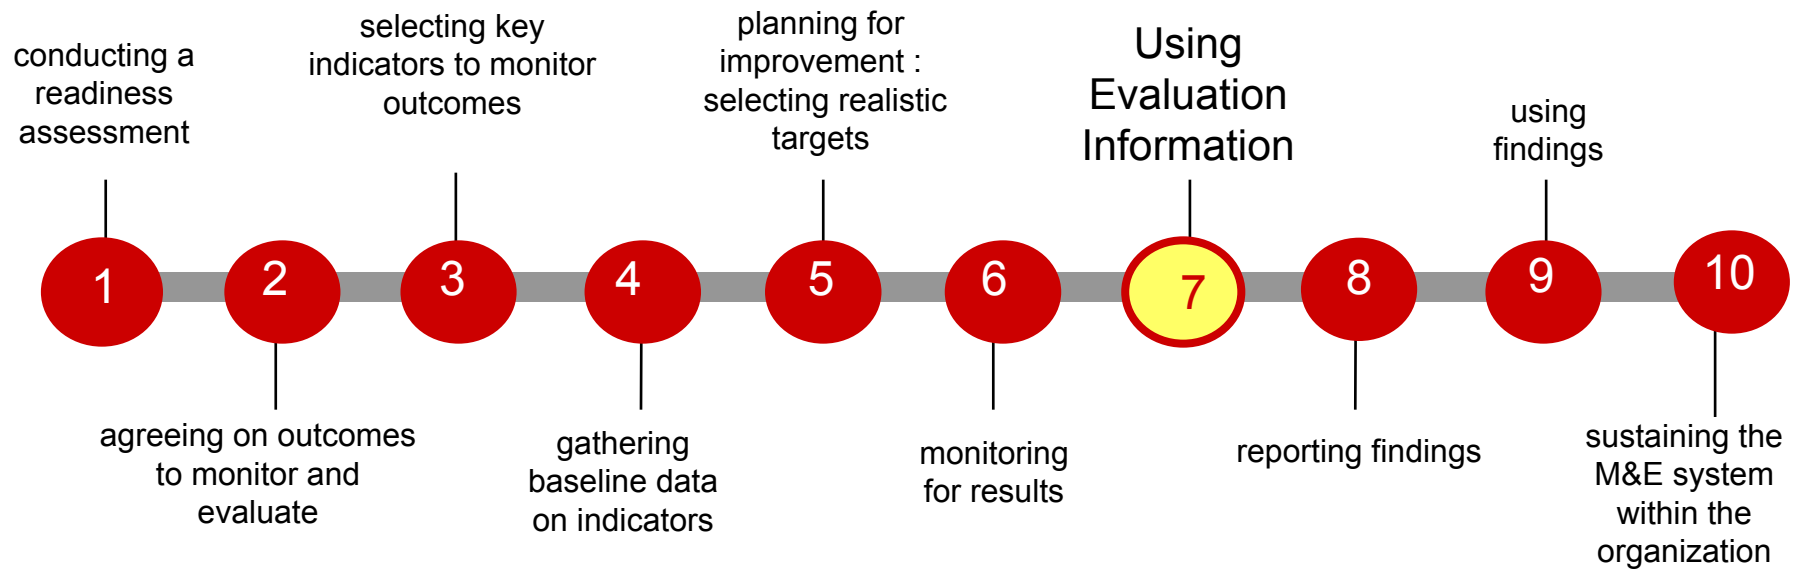 conducting a
readiness
assessment
selecting key
indicators to monitor
outcomes
planning for
improvement :
selecting realistic
targets
Using
Evaluation
Information
using
findings
1
2
3
4
5
6
7
8
9
10
agreeing on outcomes
to monitor and
evaluate
gathering
baseline data
on indicators
monitoring
for results
reporting findings
sustaining the
M&E system
within the
organization